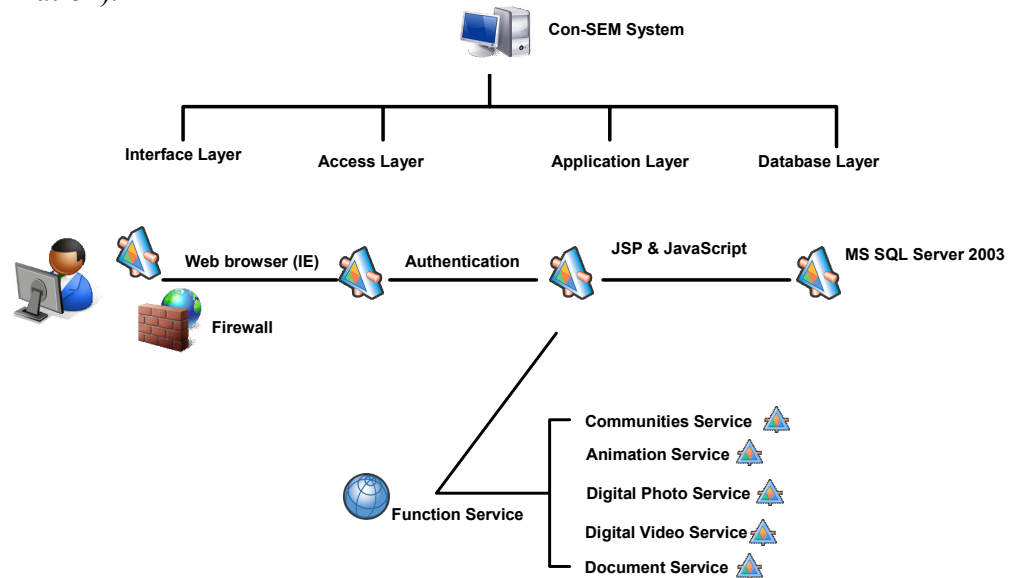 Con-SEM System
Interface Layer
Access Layer
Application Layer
Database Layer
Web browser (IE)
Authentication
JSP & JavaScript
MS SQL Server 2003
Firewall
Communities Service
Animation Service
Digital Photo Service
Function Service
Digital Video Service
Document Service